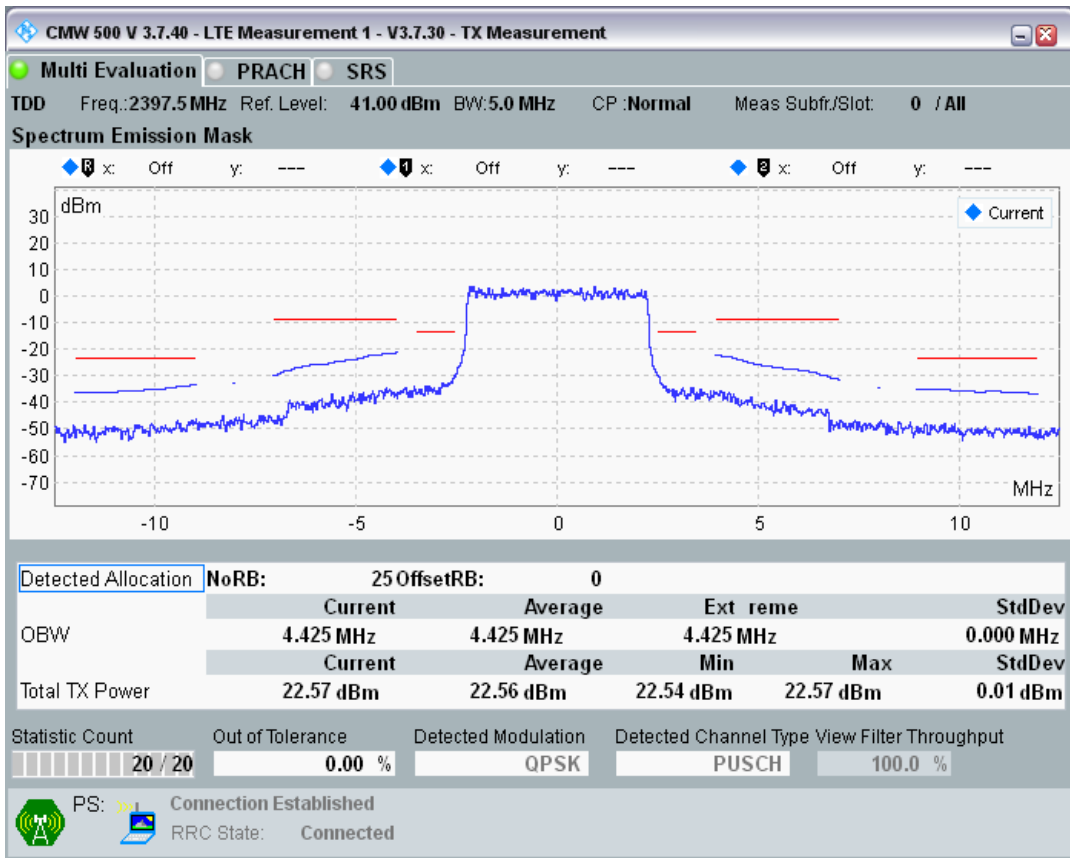 CMW 500 V 3.7.40 - LTE Measurement 1 - V3.7.30 - TX Measurement
Multi Evaluation PRACH SRS
TDD Freq.:2397.5 MHz Ref. Level: 41.00 dBm BW:5.0 MHz CP :Normal Meas Subfr./Slot: 0 / All
Spectrum Emission Mask
R x: Off y: --- 1 x: Off y: --- 2 x: Off y: ---
dBm
Current
30
20
10
0
-10
-20
-30
-40
-50
-60
-70
MHz
-10 -5 0 5 10
Detected Allocation NoRB: 25 OffsetRB: 0
Current Average Ext reme StdDev
OBW 4.425 MHz 4.425 MHz 4.425 MHz 0.000 MHz
Current Average Min Max StdDev
Total TX Power 22.57 dBm 22.56 dBm 22.54 dBm 22.57 dBm 0.01 dBm
Statistic Count Out of Tolerance Detected Modulation Detected Channel Type View Filter Throughput
20 / 20 0.00 % QPSK PUSCH 100.0 %
PS: Connection Established
RRC State: Connected